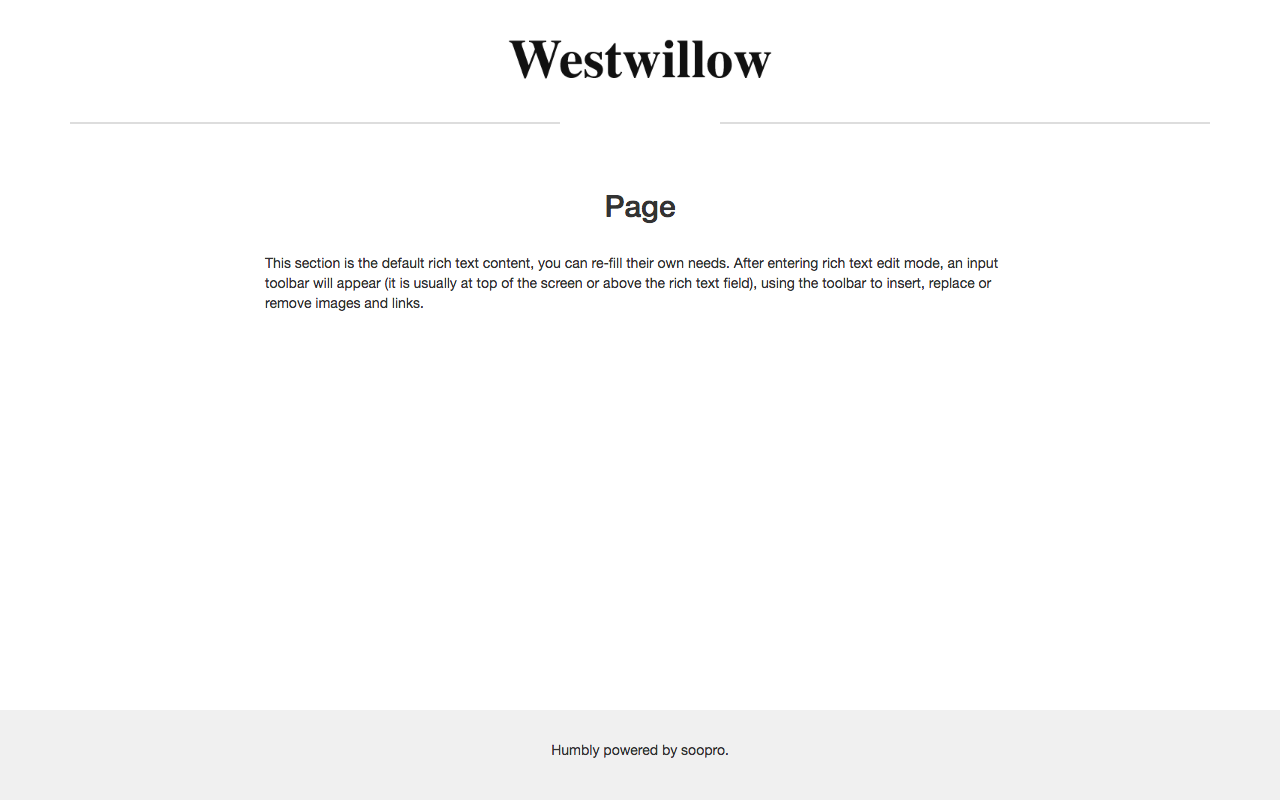 Westwillow
Page
This section is the default rich text content, you can re-fill their own needs. After entering rich text edit mode, an input
toolbar will appear (it is usually at top of the screen or above the rich text field), using the toolbar to insert, replace or
remove images and links.
Humbly powered by soopro.